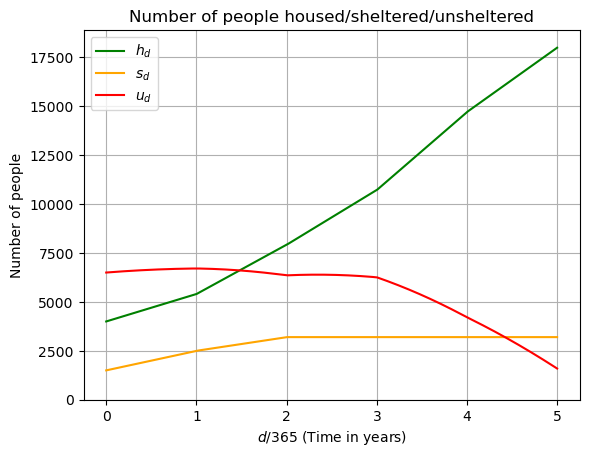 Number of people housed/sheltered/unsheltered
h_d
s_d
u_d
Number of people
17500
15000
12500
10000
7500
5000
2500
0
0 1 2 3 4 5
d/365 (Time in years)